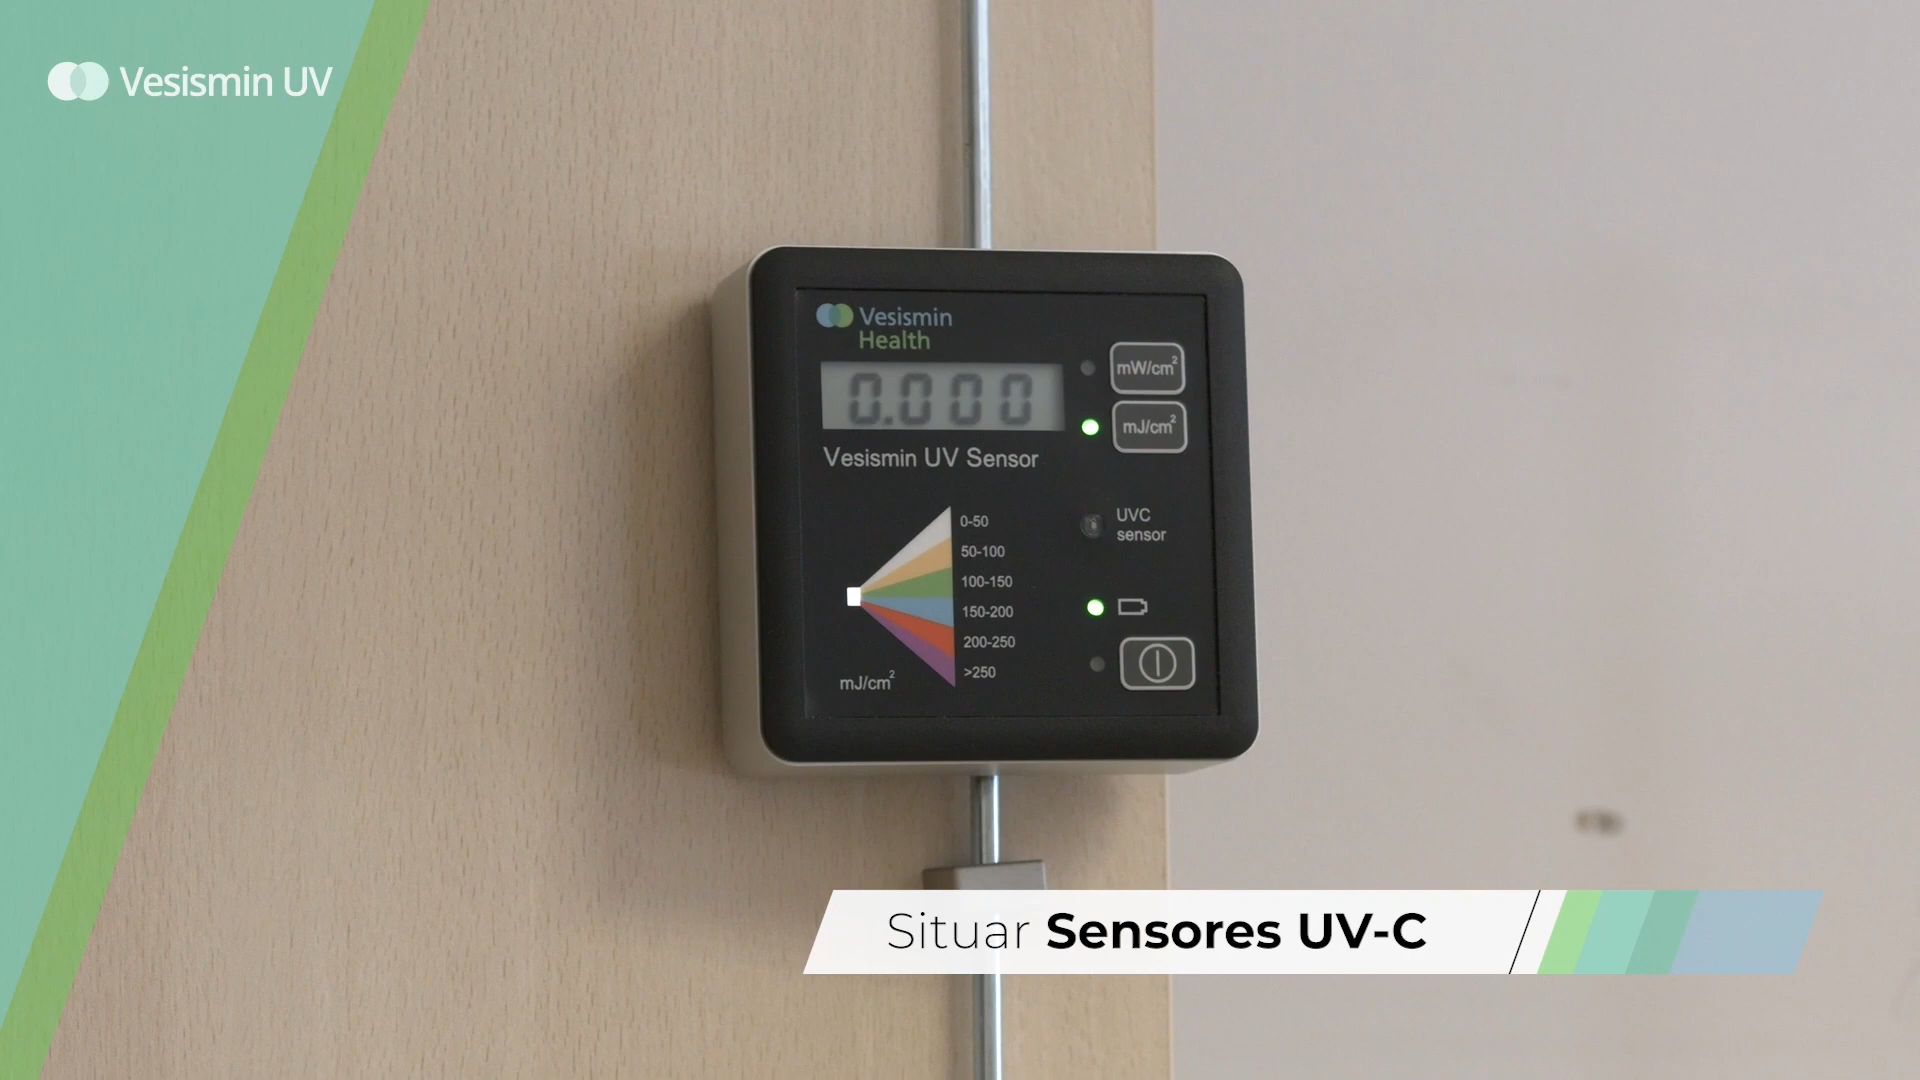 Vesismin UV
Vesismin
Health
0.000
mW/cm²
mJ/cm²
Vesismin UV Sensor
0-50
50-100
100-150
150-200
200-250
>250
mJ/cm²
UVC
sensor
Situar Sensores UV-C